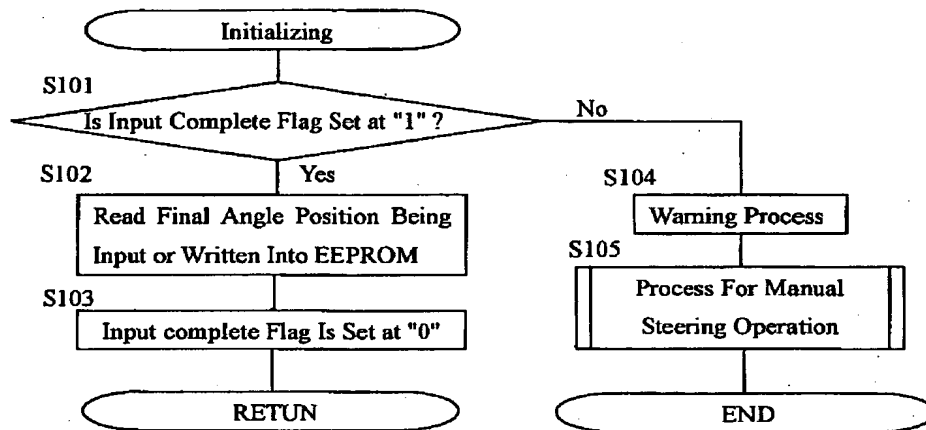 Initializing
S101
Is Input Complete Flag Set at "1" ?
No
S102
Yes
Read Final Angle Position Being
Input or Written Into EEPROM
S103
Input complete Flag Is Set at "0"
RETUN
S104
Warning Process
S105
Process For Manual
Steering Operation
END